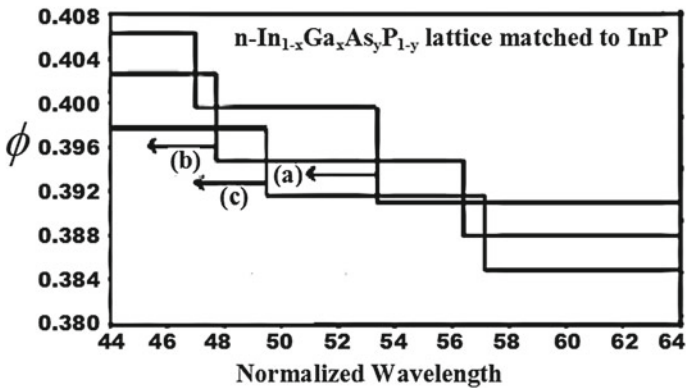 n-In1-xGaxAsyP1-y lattice matched to InP
ϕ
0.408
0.404
0.400
0.396
0.392
0.388
0.384
0.380
(b)
(a)
(c)
44 46 48 50 52 54 56 58 60 62 64
Normalized Wavelength